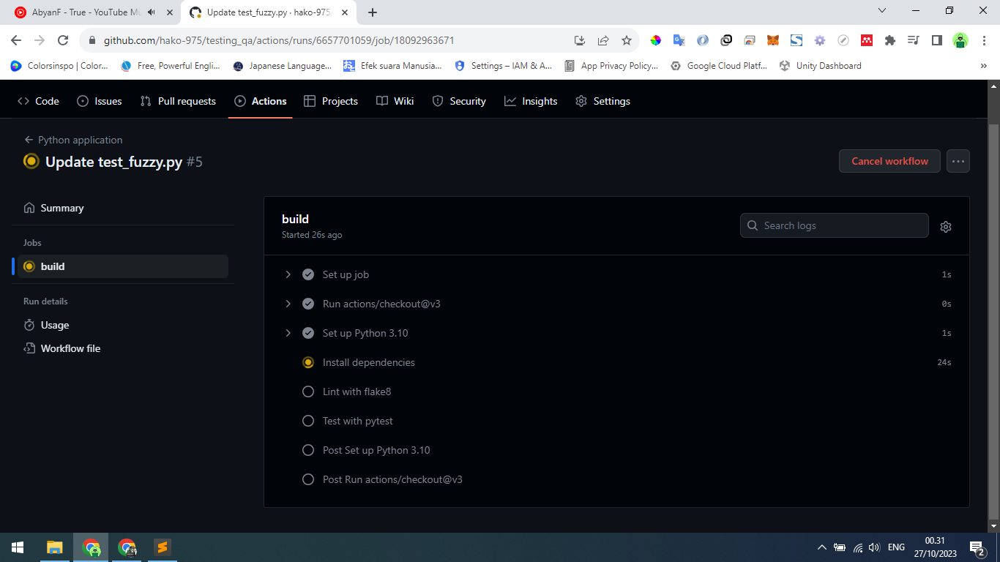 AbyanF - True - YouTube Mu
Update test_fuzzy.py · hako-975/
github.com/hako-975/testing_qa/actions/runs/6657701059/job/18092963671
Colorsinspo | Color...
Free, Powerful Engli...
Japanese Language...
Efek suara Manusia...
Settings – IAM & A...
App Privacy Policy...
Google Cloud Platf...
Unity Dashboard
»
Code
Issues
Pull requests
Actions
Projects
Wiki
Security
Insights
Settings
Python application
Update test_fuzzy.py #5
Cancel workflow
Summary
Jobs
build
Run details
Usage
Workflow file
build
Started 26s ago
Search logs
Set up job 1s
Run actions/checkout@v3 0s
Set up Python 3.10 1s
Install dependencies 24s
Lint with flake8
Test with pytest
Post Set up Python 3.10
Post Run actions/checkout@v3
ENG
00.31
27/10/2023
2